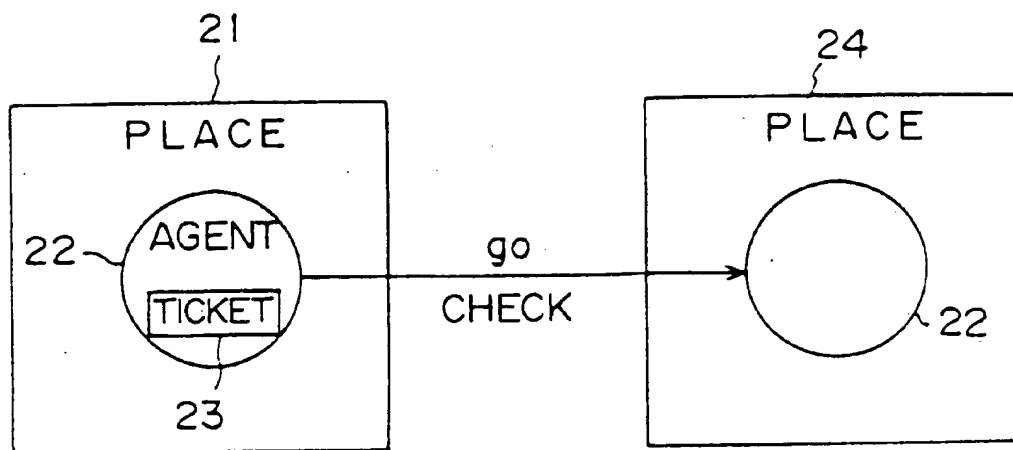 21
24
PLACE
PLACE
22
AGENT
go
TICKET
CHECK
22
23